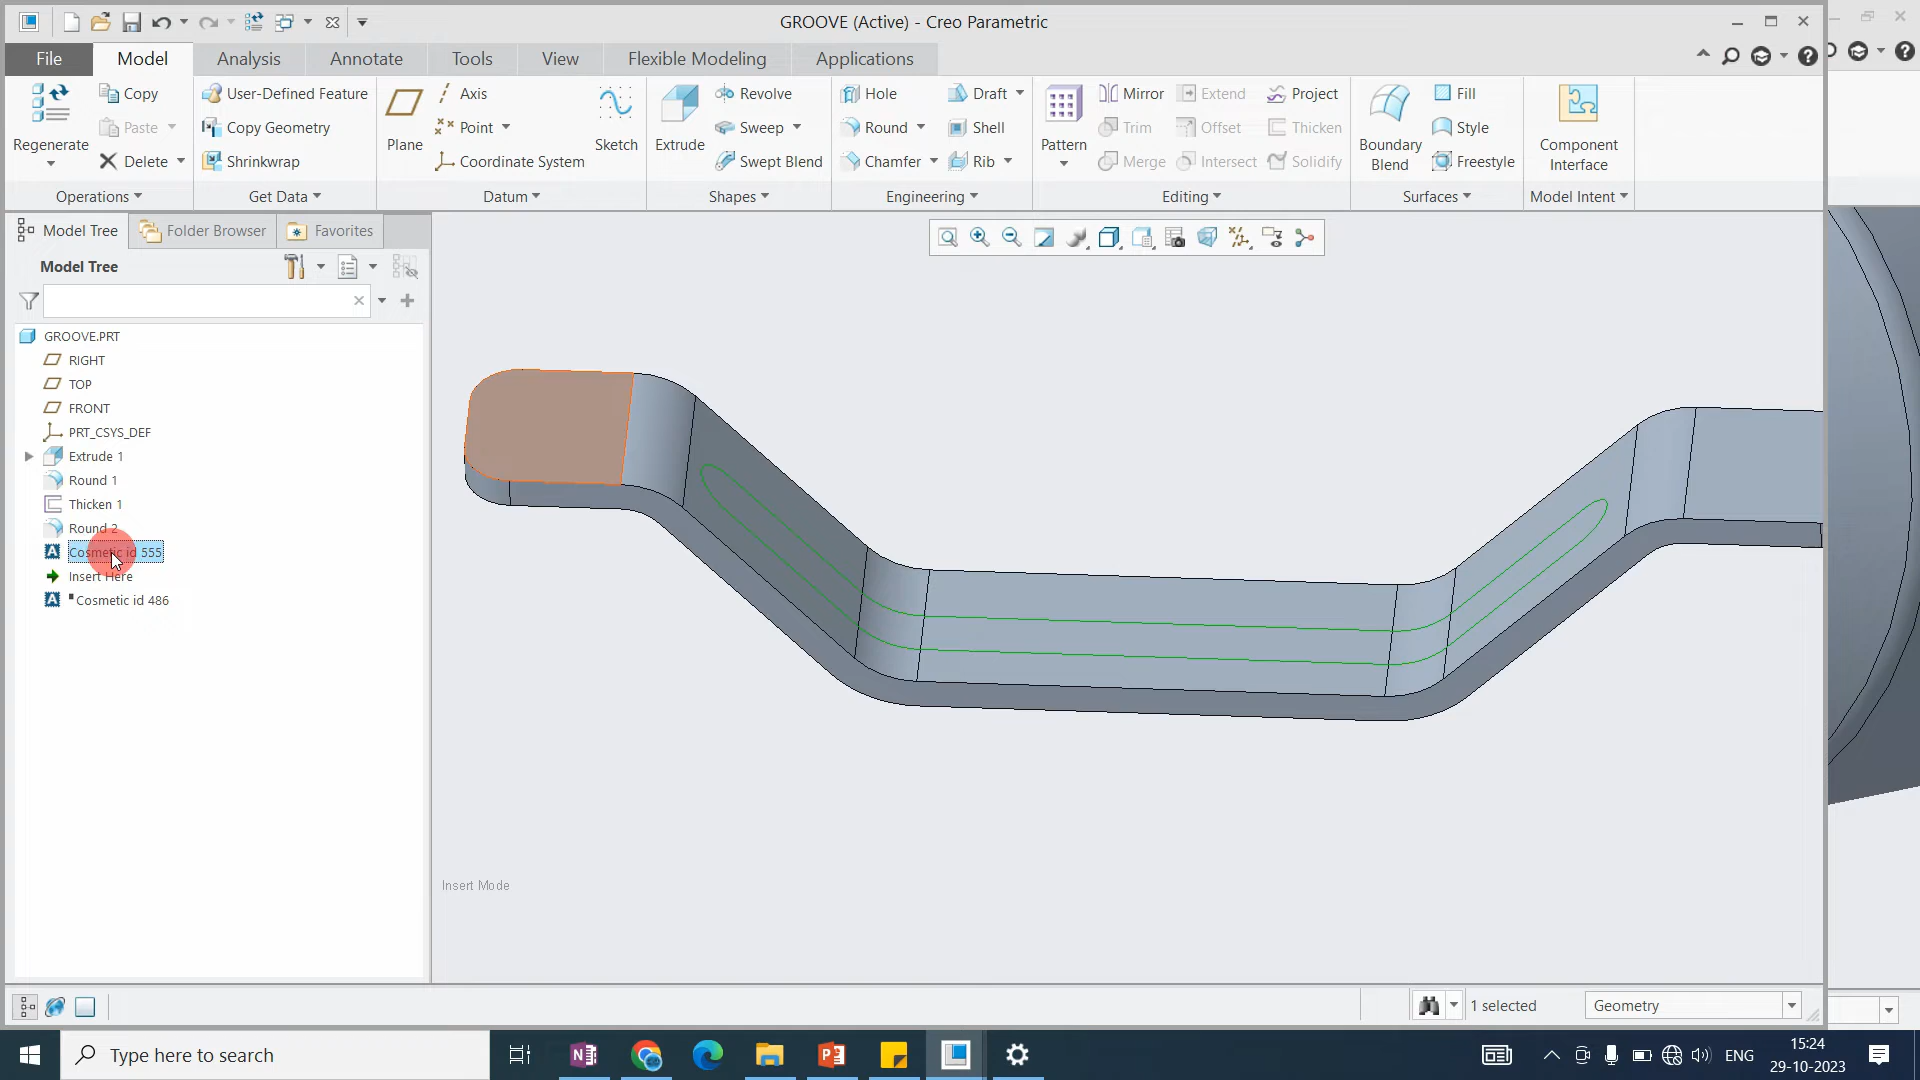 GROOVE (Active) - Creo Parametric
File Model Analysis Annotate Tools View Flexible Modeling Applications
Regenerate
Copy
Paste
Delete
Operations
User-Defined Feature
Copy Geometry
Shrinkwrap
Get Data
Plane
Axis
Point
Coordinate System
Sketch
Datum
Extrude
Revolve
Sweep
Swept Blend
Shapes
Hole
Round
Chamfer
Draft
Shell
Rib
Engineering
Pattern
Mirror
Trim
Merge
Extend
Offset
Intersect
Project
Thicken
Solidify
Editing
Boundary
Blend
Fill
Style
Freestyle
Surfaces
Component
Interface
Model Intent
Model Tree Folder Browser Favorites
Model Tree
GROOVE.PRT
RIGHT
TOP
FRONT
PRT_CSYS_DEF
Extrude 1
Round 1
Thicken 1
Round 2
Cosmetic id 555
Insert Here
Cosmetic id 486
Insert Mode
1 selected
Geometry
Type here to search
ENG
15:24
29-10-2023